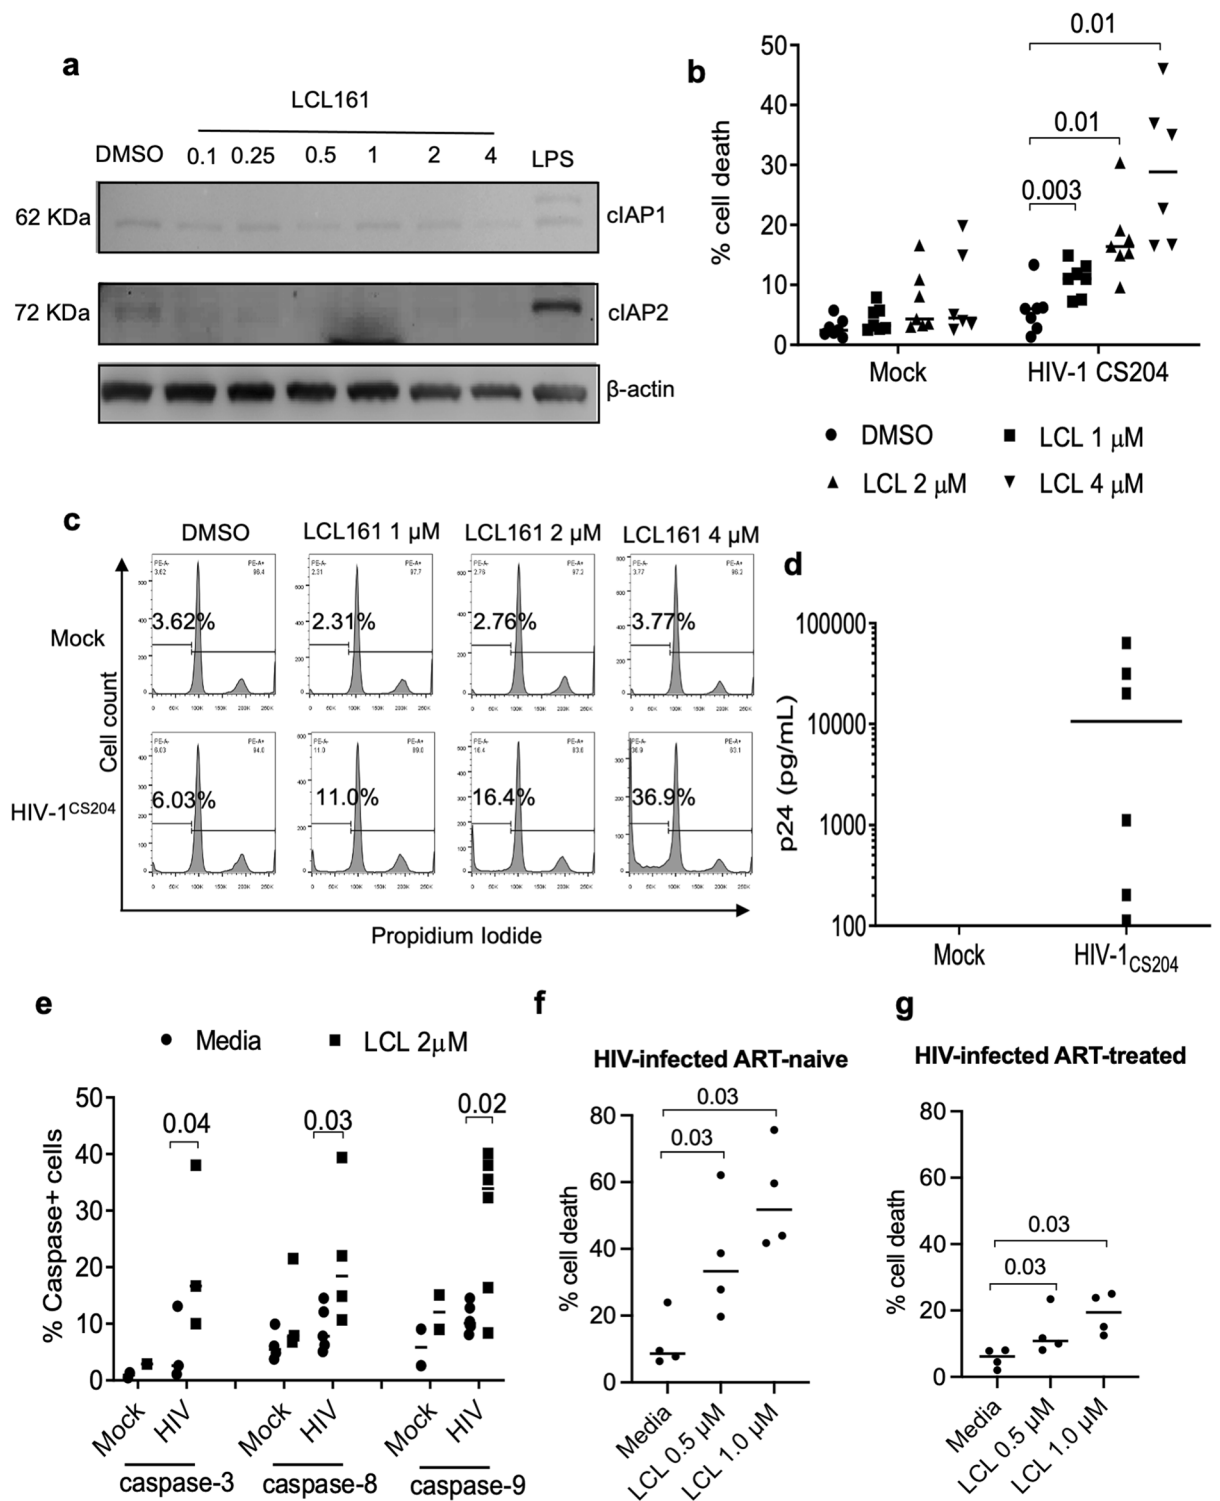 a
LCL161
DMSO 0.1 0.25 0.5 1 2 4 LPS
62 KDa cIAP1
72 KDa cIAP2
β-actin
b
0.01
0.01
0.003
% cell death
50
40
30
20
10
0
Mock HIV-1 CS204
DMSO LCL 1 μM
LCL 2 μM LCL 4 μM
c
DMSO LCL161 1 μM LCL161 2 μM LCL161 4 μM
Mock
3.62% 2.31% 2.76% 3.77%
Cell count
HIV-1CS204
6.03% 11.0% 16.4% 36.9%
Propidium Iodide
d
p24 (pg/mL)
100000
10000
1000
100
Mock HIV-1CS204
e
Media LCL 2μM
% Caspase+ cells
50
40
30
20
10
0
0.04 0.03 0.02
Mock HIV Mock HIV Mock HIV
caspase-3 caspase-8 caspase-9
f
HIV-infected ART-naive
% cell death
80
60
40
20
0
0.03
0.03
Media LCL 0.5 μM LCL 1.0 μM
g
HIV-infected ART-treated
% cell death
80
60
40
20
0
0.03
0.03
Media LCL 0.5 μM LCL 1.0 μM